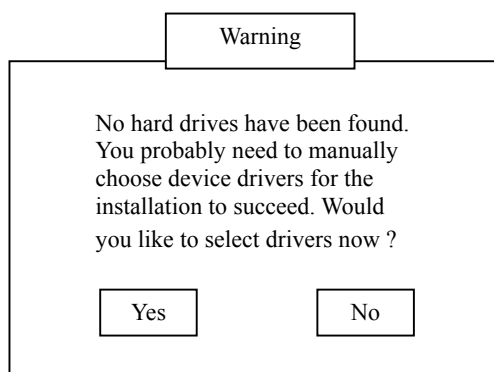 Warning
No hard drives have been found.
You probably need to manually
choose device drivers for the
installation to succeed. Would
you like to select drivers now ?
Yes
No